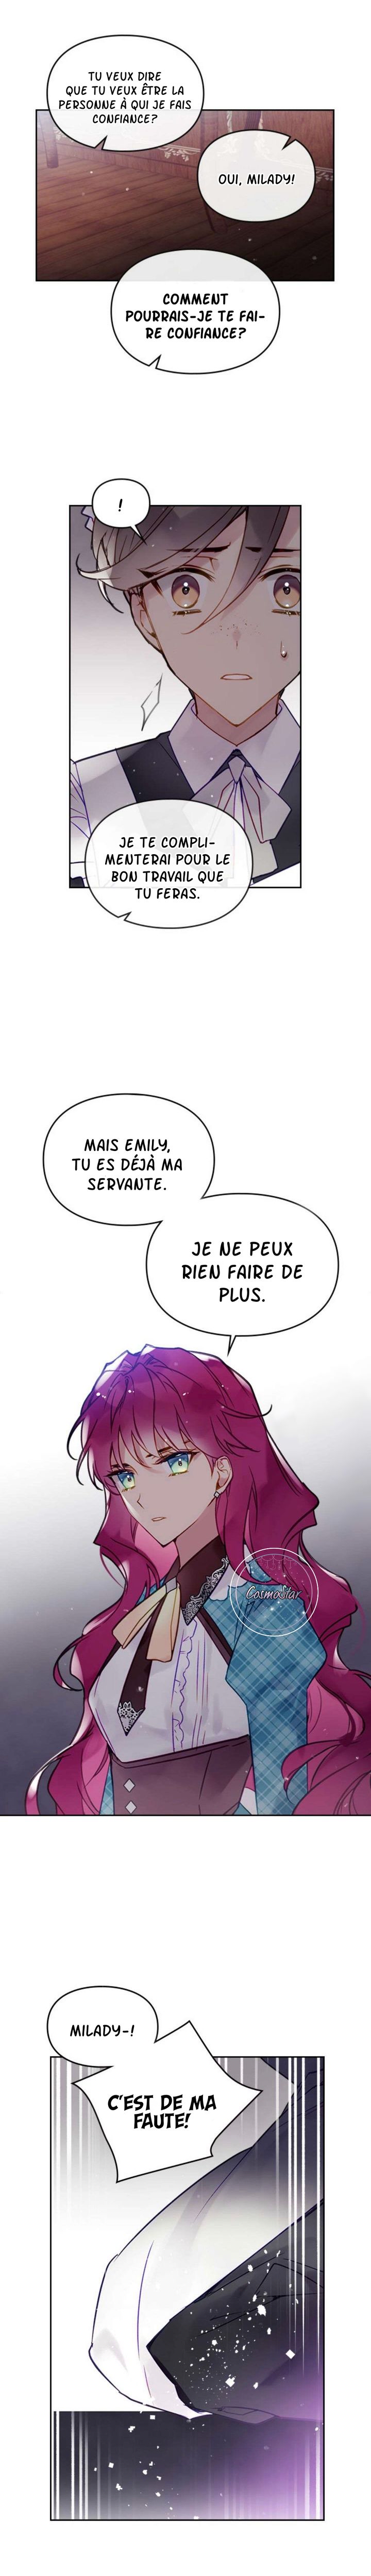 TU VEUX DIRE
QUE TU VEUX ÊTRE LA
PERSONNE À QUI JE FAIS
CONFIANCE?
OUI, MILADY!
COMMENT
POURRAIS-JE TE FAI-
RE CONFIANCE?
!
JE TE COMPLI-
MENTERAI POUR LE
BON TRAVAIL QUE
TU FERAS.
MAIS EMILY,
TU ES DÉJÀ MA
SERVANTE.
JE NE PEUX
RIEN FAIRE DE
PLUS.
CosmoStar
MILADY-!
C'EST DE MA
FAUTE!